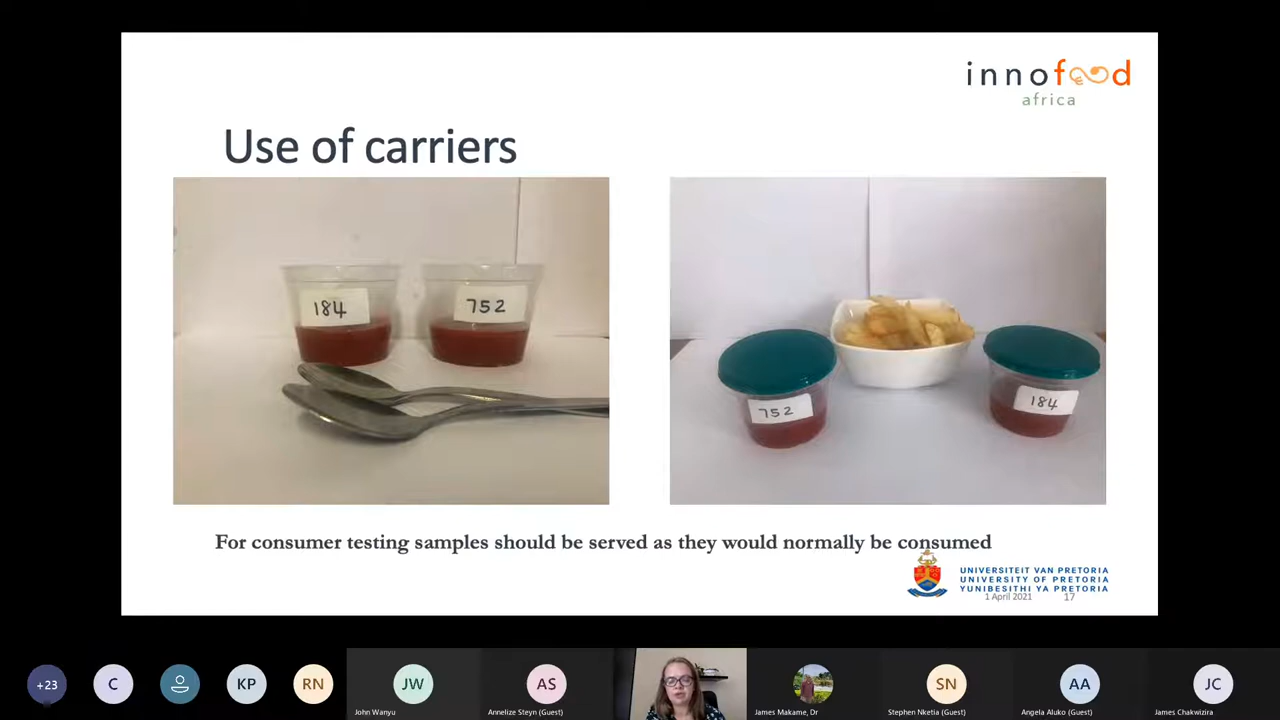 innofood
africa
Use of carriers
184
752
752
184
For consumer testing samples should be served as they would normally be consumed
UNIVERSITEIT VAN PRETORIA
UNIVERSITY OF PRETORIA
YUNIBESITHI YA PRETORIA
1 April 2021
17
+23
C
KP
RN
JW
John Wanyu
AS
Annelize Steyn (Guest)
James Makame, Dr
SN
Stephen Nketia (Guest)
AA
Angela Aluko (Guest)
JC
James Chakwizira